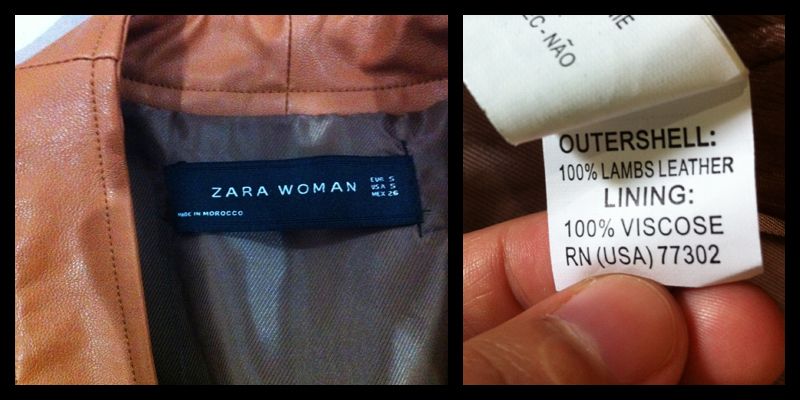 ZARA WOMAN
EUR S
USA S
MEX 26
MADE IN MOROCCO
EC-NÃO
OUTERSHELL:
100% LAMBS LEATHER
LINING:
100% VISCOSE
RN (USA) 77302